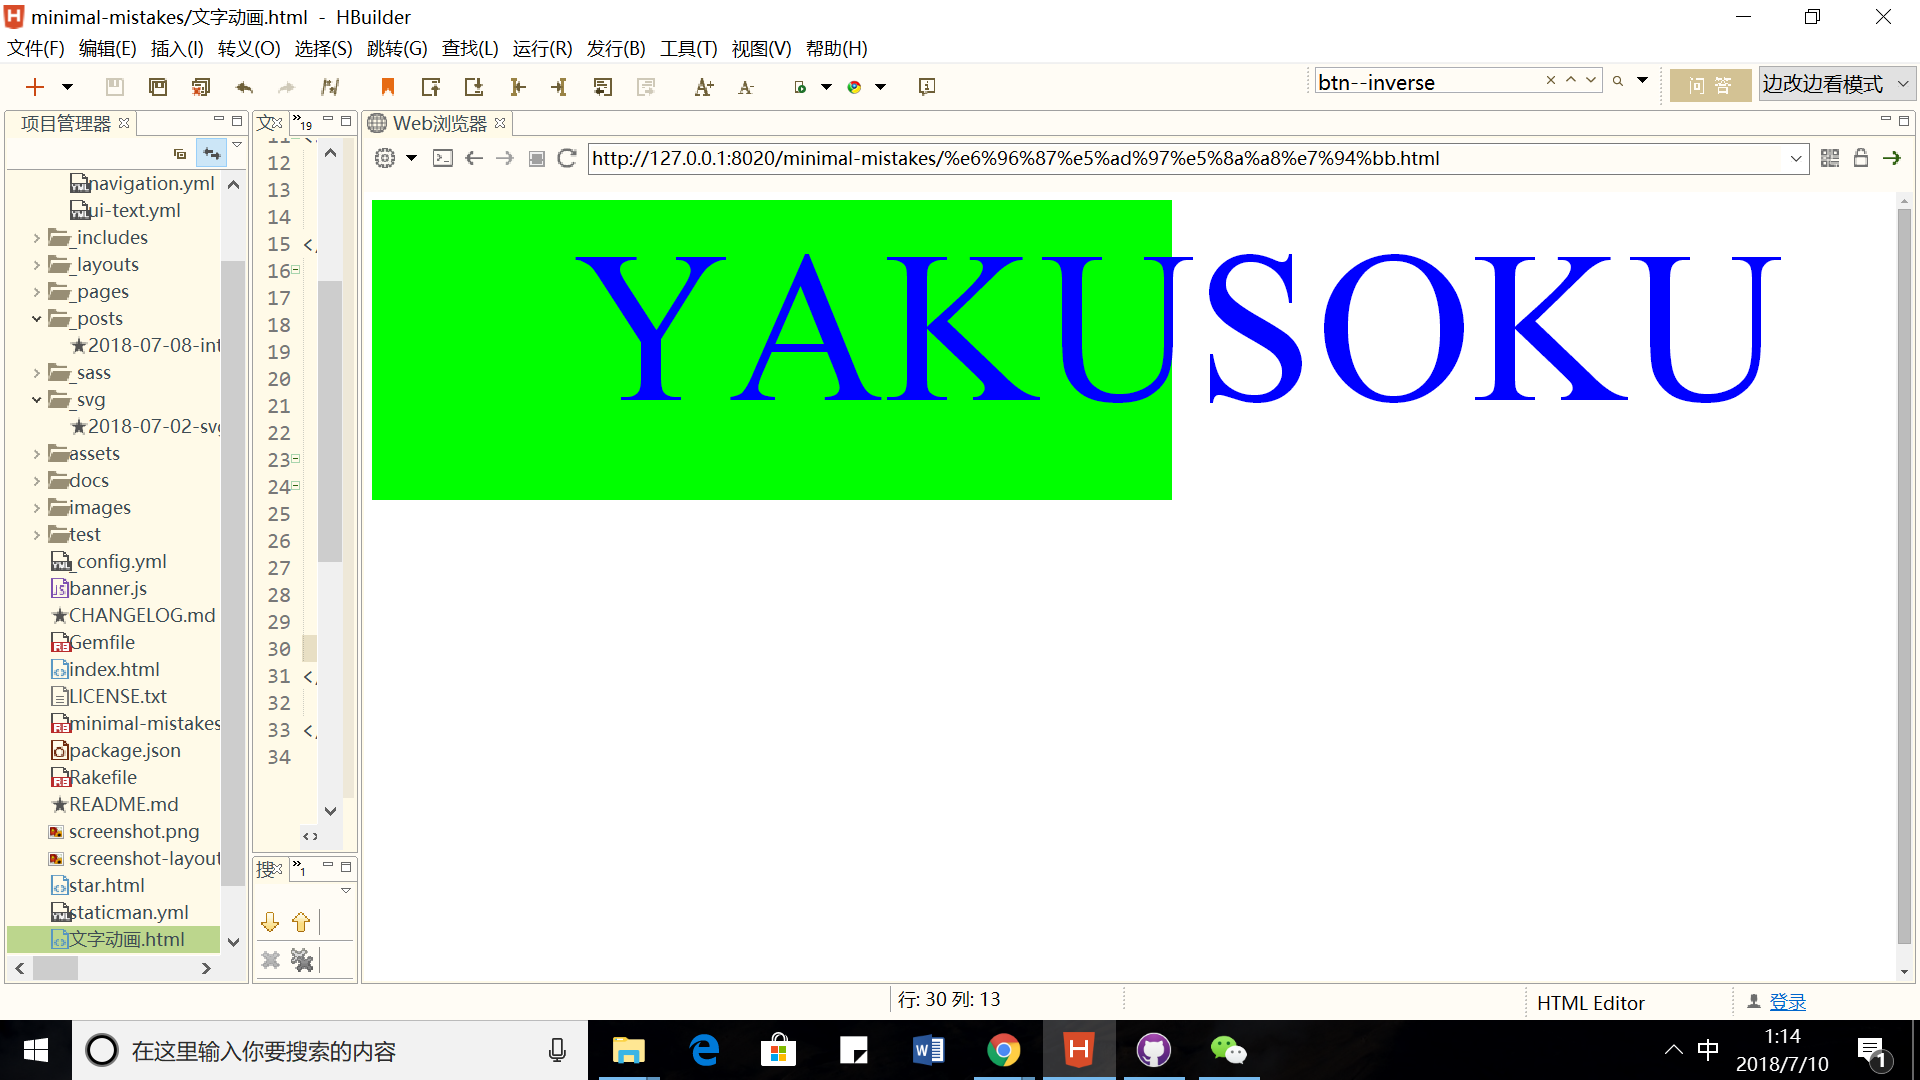 minimal-mistakes/文字动画.html - HBuilder
文件(F) 编辑(E) 插入(I) 转义(O) 选择(S) 跳转(G) 查找(L) 运行(R) 发行(B) 工具(T) 视图(V) 帮助(H)
btn--inverse
问 答
边改边看模式
项目管理器
navigation.yml
ui-text.yml
_includes
_layouts
_pages
_posts
2018-07-08-int
_sass
_svg
2018-07-02-svg
assets
docs
images
test
_config.yml
banner.js
CHANGELOG.md
Gemfile
index.html
LICENSE.txt
minimal-mistakes
package.json
Rakefile
README.md
screenshot.png
screenshot-layout
star.html
staticman.yml
文字动画.html
文
19
11
12
13
14
15 </
16
17
18
19
20
21
22
23
24
25
26
27
28
29
30
31 </
32
33 </
34
搜
1
Web浏览器
http://127.0.0.1:8020/minimal-mistakes/%e6%96%87%e5%ad%97%e5%8a%a8%e7%94%bb.html
YAKUSOKU
行: 30 列: 13
HTML Editor
登录
在这里输入你要搜索的内容
中
1:14
2018/7/10
1